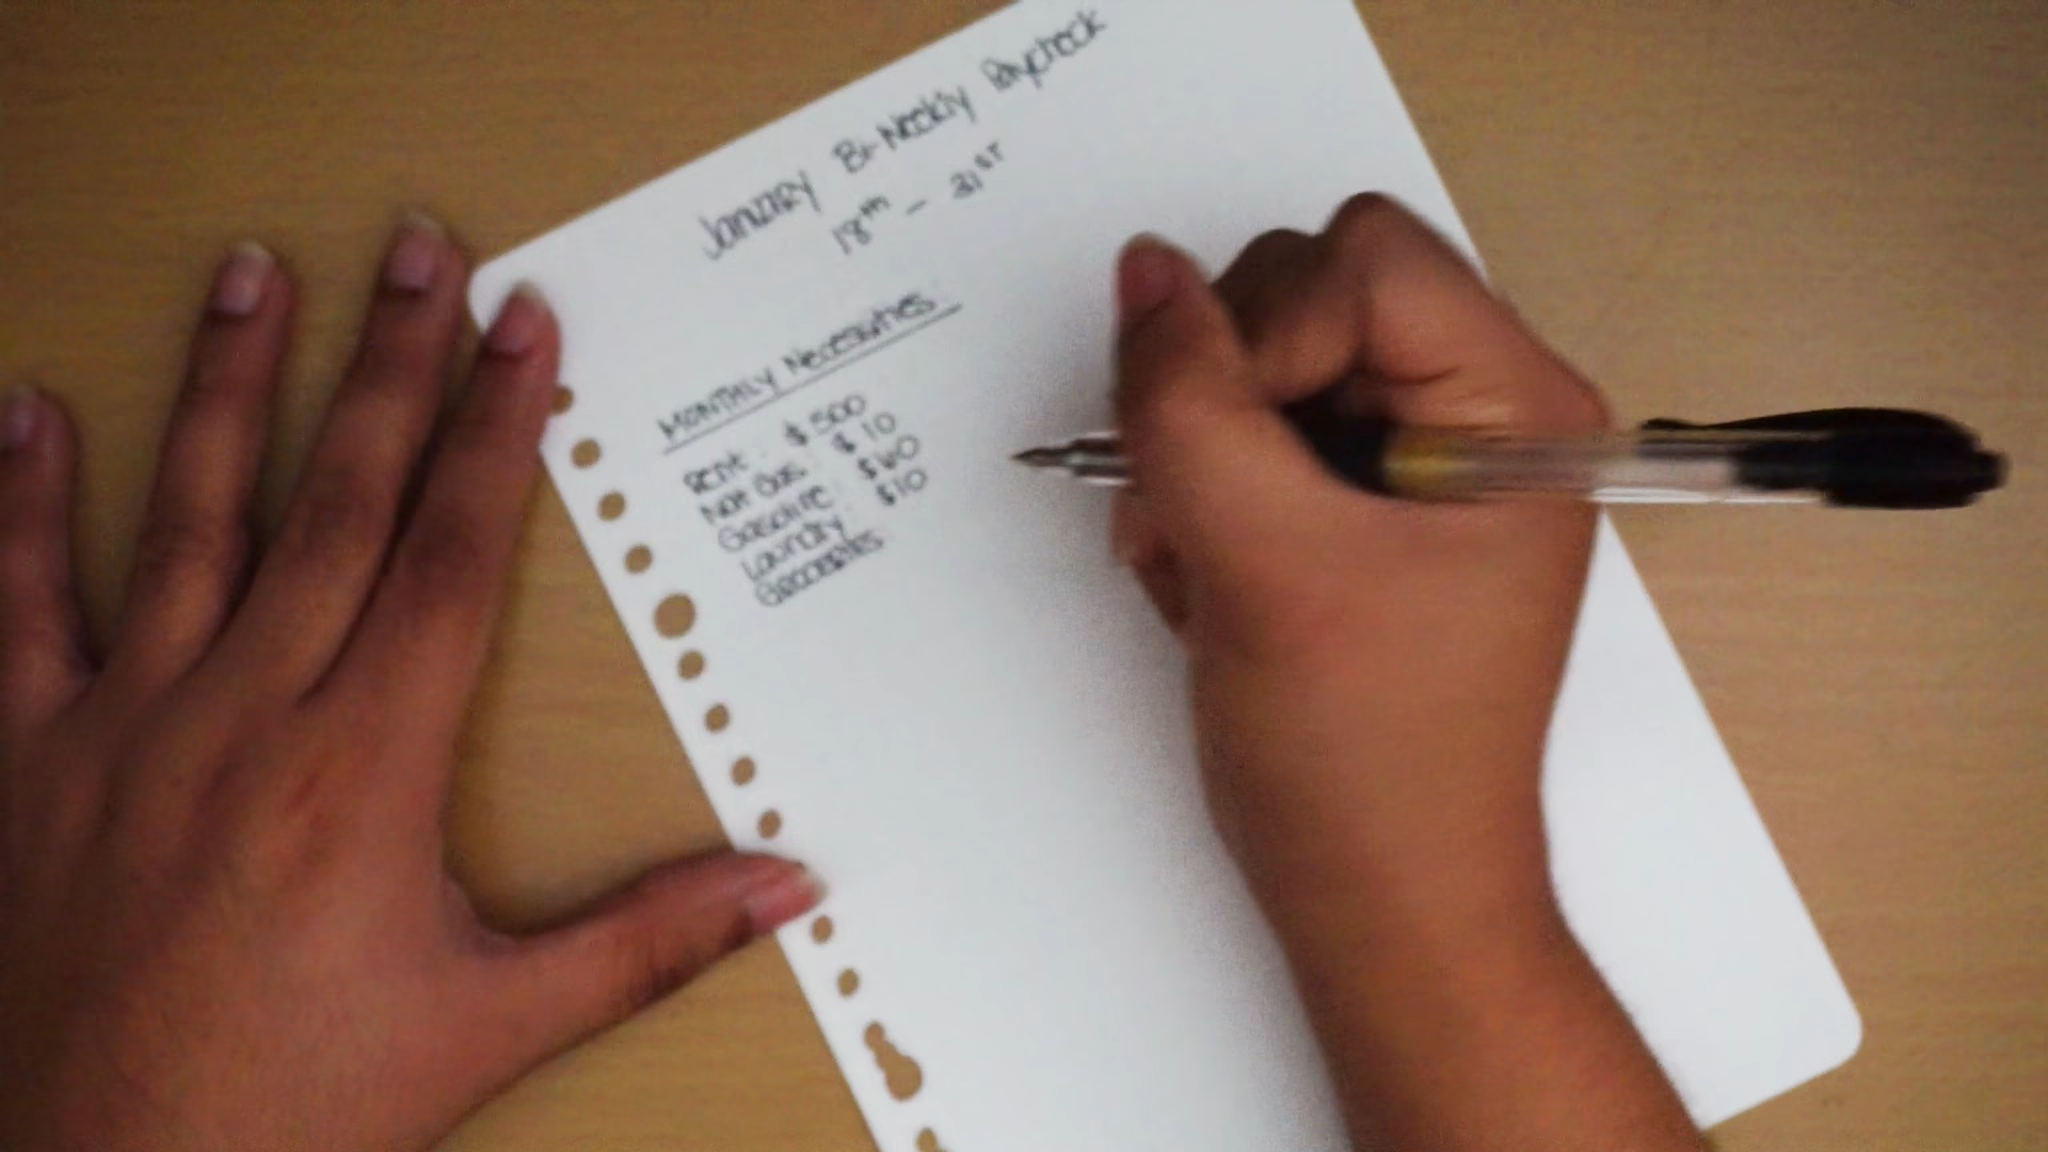 January Bi-Weekly Paycheck
18th - 31st
Monthly Necessities:
Rent: $500
Nat Gas: $10
Gasoline: $60
Laundry: $10
Groceries